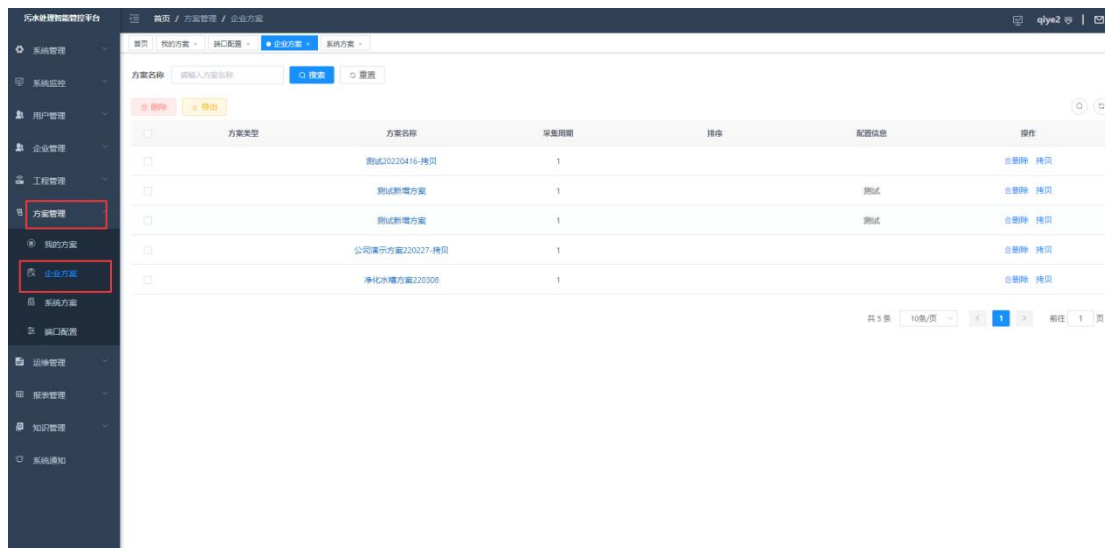 污水处理智能管控平台
首页 / 方案管理 / 企业方案
qiye2
系统管理
系统监控
用户管理
企业管理
工程管理
方案管理
我的方案
企业方案
系统方案
端口配置
运维管理
报表管理
知识管理
系统通知
首页 我的方案 × 端口配置 × 企业方案 × 系统方案 ×
方案名称 请输入方案名称 搜索 重置
删除 导出
方案类型 方案名称 采集周期 排序 配置信息 操作
测试20220416-拷贝 1 删除 拷贝
测试新增方案 1 测试 删除 拷贝
测试新增方案 1 测试 删除 拷贝
公司演示方案220227-拷贝 1 删除 拷贝
净化水槽方案220308 1 删除 拷贝
共 5 条 10条/页 < 1 > 前往 1 页